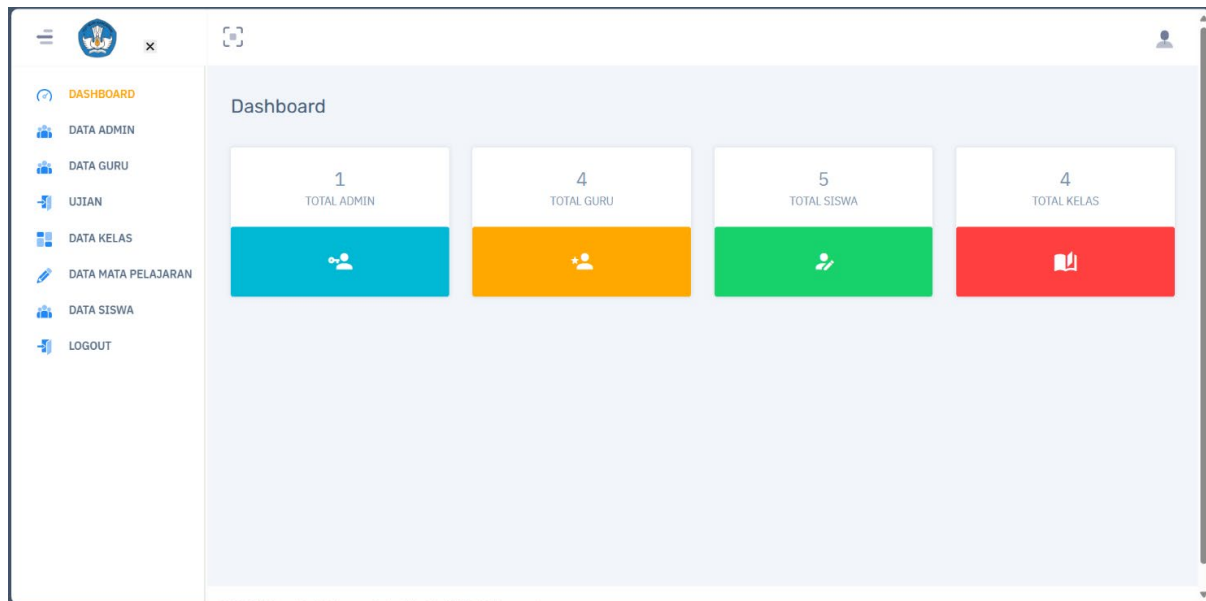 DASHBOARD
DATA ADMIN
DATA GURU
UJIAN
DATA KELAS
DATA MATA PELAJARAN
DATA SISWA
LOGOUT
Dashboard
1
TOTAL ADMIN
4
TOTAL GURU
5
TOTAL SISWA
4
TOTAL KELAS